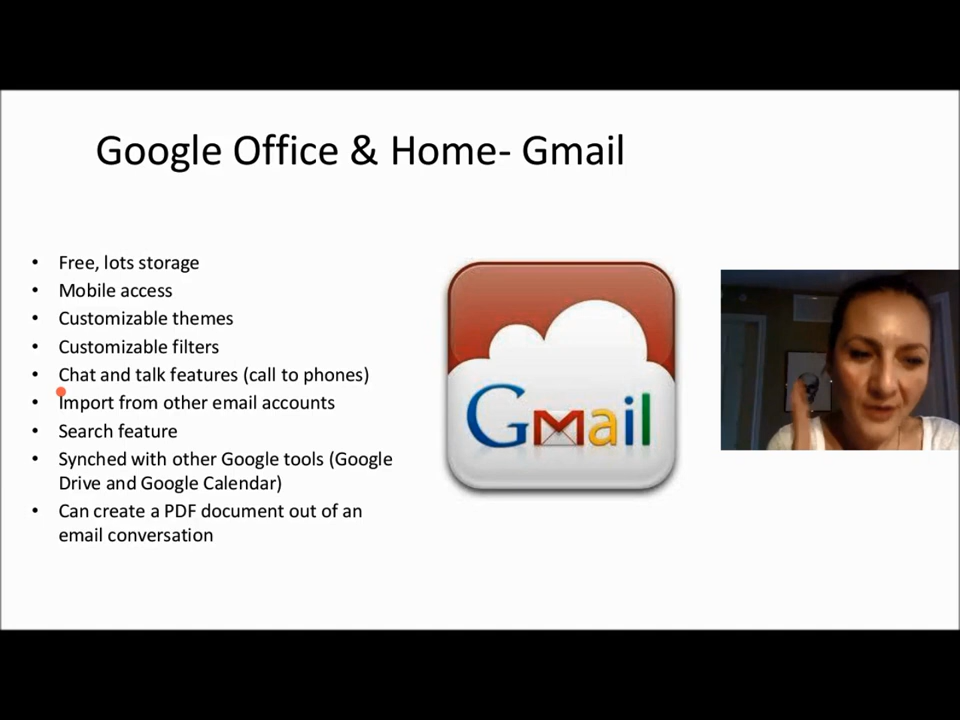 Google Office & Home- Gmail
• Free, lots storage
• Mobile access
• Customizable themes
• Customizable filters
• Chat and talk features (call to phones)
• Import from other email accounts
• Search feature
• Synched with other Google tools (Google
Drive and Google Calendar)
• Can create a PDF document out of an
email conversation
Gmail